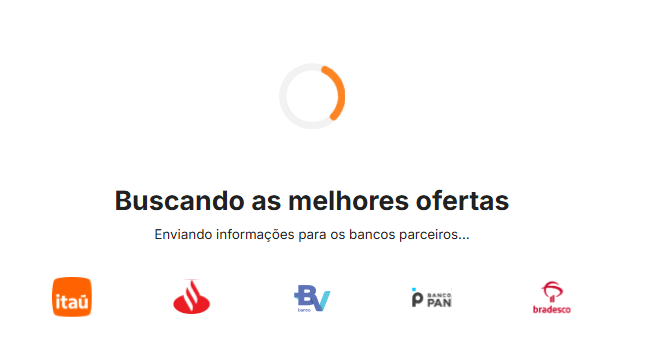 Buscando as melhores ofertas
Enviando informações para os bancos parceiros...
itaú
BV
banco
BANCO
PAN
bradesco